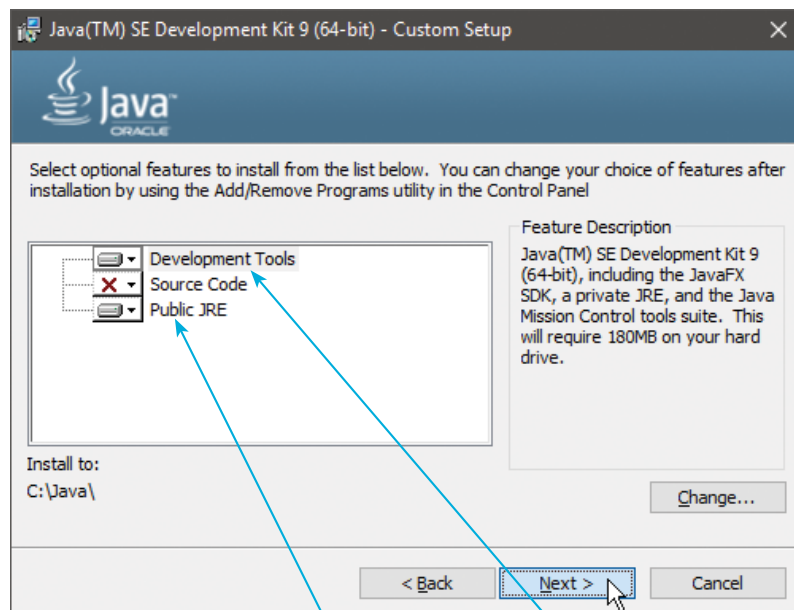 Java(TM) SE Development Kit 9 (64-bit) - Custom Setup
Java™
ORACLE
Select optional features to install from the list below.  You can change your choice of features after
installation by using the Add/Remove Programs utility in the Control Panel
Development Tools
Source Code
Public JRE
Feature Description
Java(TM) SE Development Kit 9
(64-bit), including the JavaFX
SDK, a private JRE, and the Java
Mission Control tools suite.  This
will require 180MB on your hard
drive.
Install to:
C:\Java\
Change...
< Back
Next >
Cancel